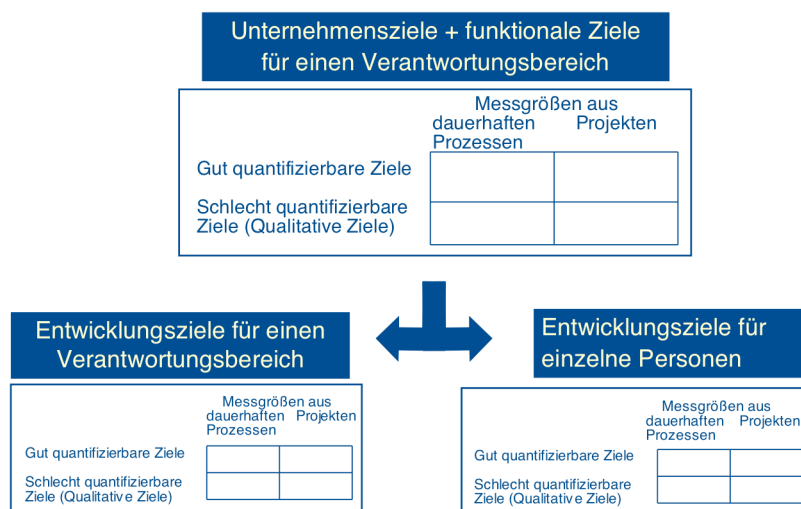 Unternehmensziele + funktionale Ziele
für einen Verantwortungsbereich
Messgrößen aus
dauerhaften Projekten
Prozessen
Gut quantifizierbare Ziele
Schlecht quantifizierbare
Ziele (Qualitative Ziele)
Entwicklungsziele für einen
Verantwortungsbereich
Messgrößen aus
dauerhaften Projekten
Prozessen
Gut quantifizierbare Ziele
Schlecht quantifizierbare
Ziele (Qualitative Ziele)
Entwicklungsziele für
einzelne Personen
Messgrößen aus
dauerhaften Projekten
Prozessen
Gut quantifizierbare Ziele
Schlecht quantifizierbare
Ziele (Qualitative Ziele)